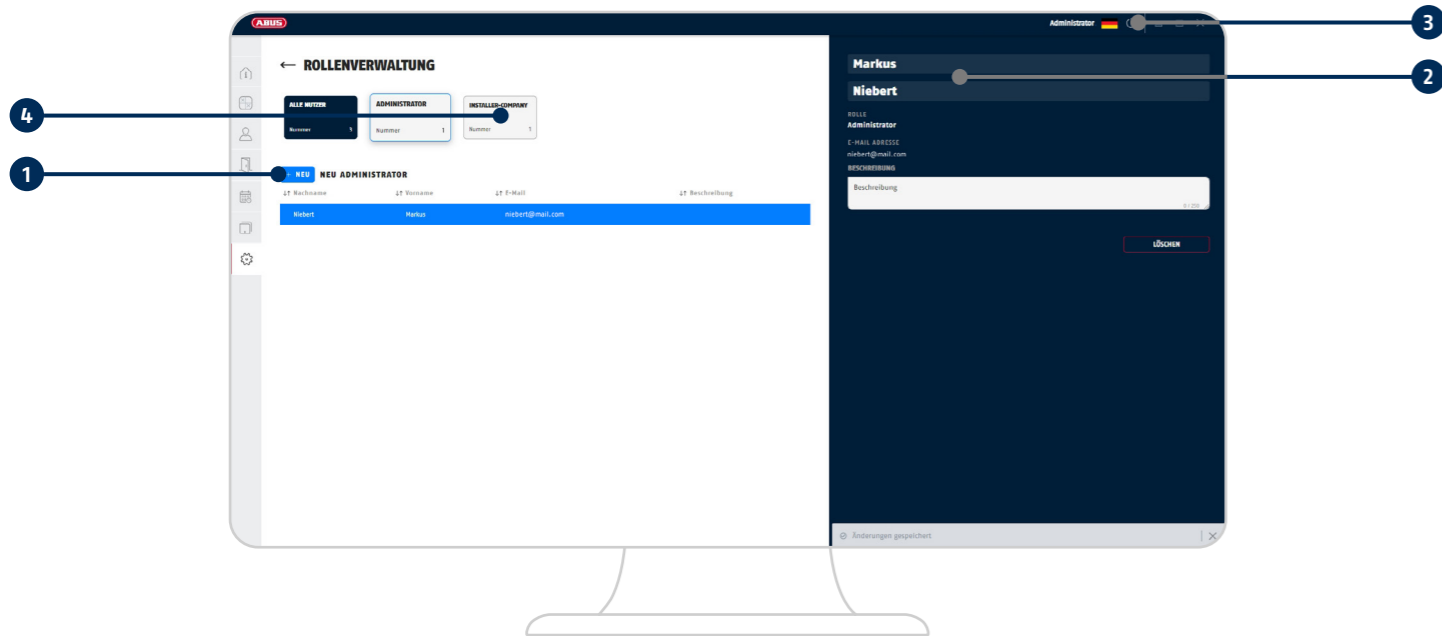 ABUS
Administrator
3
← ROLLENVERWALTUNG
Markus
2
Niebert
ALLE NUTZER
Nummer 1
ADMINISTRATOR
Nummer 1
INSTALLER-COMPANY
Nummer 1
4
ROLLE
Administrator
E-MAIL ADRESSE
niebert@mail.com
BESCHREIBUNG
Beschreibung
0 / 250
1
+ NEU NEU ADMINISTRATOR
↓↑ Nachname ↓↑ Vorname ↓↑ E-Mail ↓↑ Beschreibung
Niebert Markus niebert@mail.com
LÖSCHEN
Änderungen gespeichert